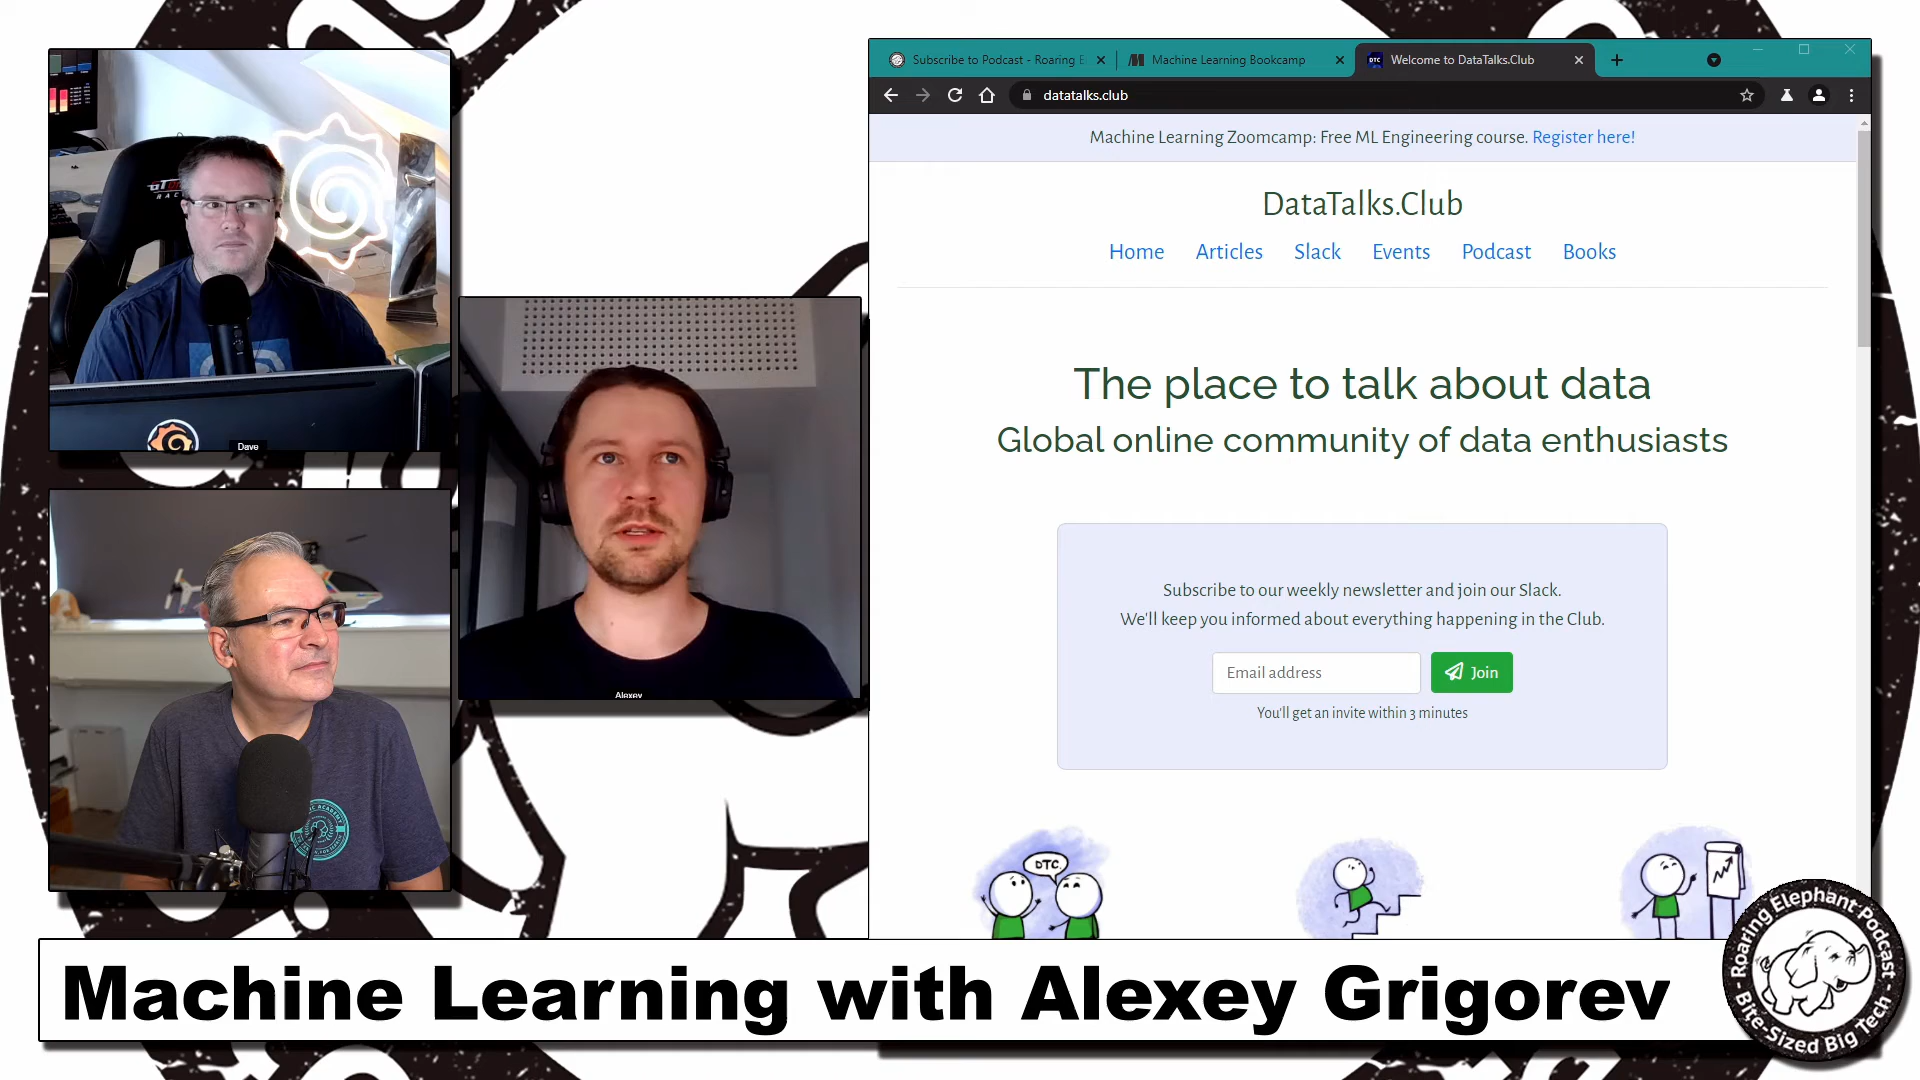 Subscribe to Podcast - Roaring E
Machine Learning Bookcamp
DTC
Welcome to DataTalks.Club
datatalks.club
Machine Learning Zoomcamp: Free ML Engineering course. Register here!
DataTalks.Club
Home Articles Slack Events Podcast Books
The place to talk about data
Global online community of data enthusiasts
Subscribe to our weekly newsletter and join our Slack.
We'll keep you informed about everything happening in the Club.
Email address
Join
You'll get an invite within 3 minutes
DTC
Dave
Alexey
Machine Learning with Alexey Grigorev
Roaring Elephant Podcast
- Bite-Sized Big Tech -